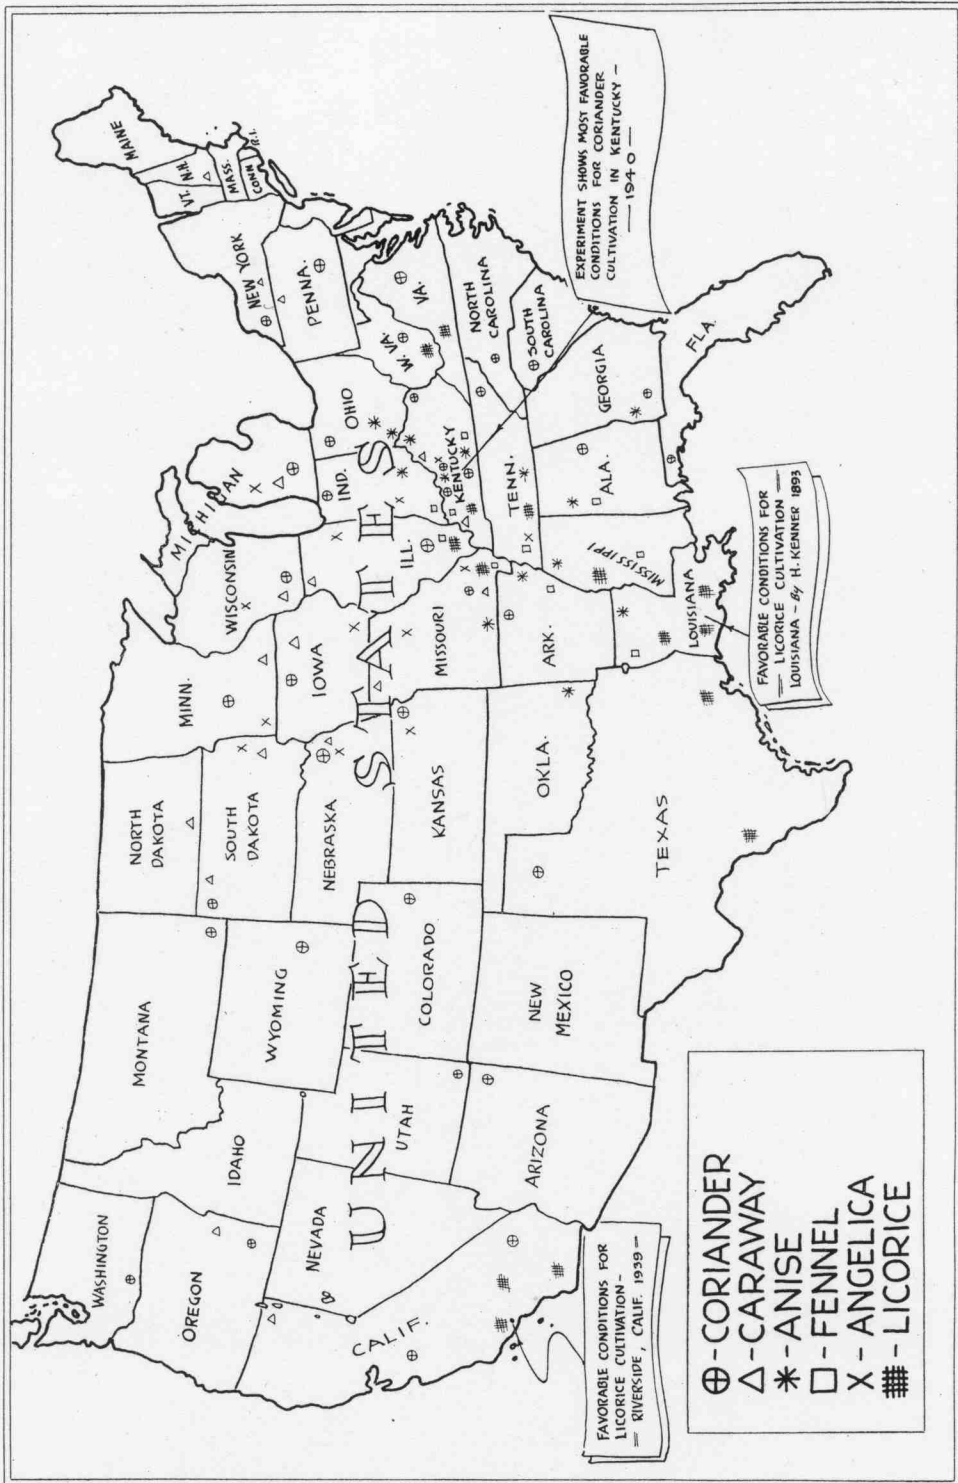 WASHINGTON
OREGON
CALIF.
NEVADA
IDAHO
MONTANA
WYOMING
UTAH
ARIZONA
COLORADO
NEW
MEXICO
NORTH
DAKOTA
SOUTH
DAKOTA
NEBRASKA
KANSAS
OKLA.
TEXAS
MINN.
IOWA
MISSOURI
ARK.
LOUISIANA
WISCONSIN
MICHIGAN
ILL.
IND.
OHIO
KENTUCKY
TENN.
MISSISSIPPI
ALA.
GEORGIA
FLA.
SOUTH
CAROLINA
NORTH
CAROLINA
VA.
W. VA.
PENNA.
NEW YORK
VT.
N.H.
MAINE
MASS.
CONN.
R.I.
UNITED STATES
EXPERIMENT SHOWS MOST FAVORABLE
CONDITIONS FOR CORIANDER
CULTIVATION IN KENTUCKY -
— 1940 —
FAVORABLE CONDITIONS FOR
— LICORICE CULTIVATION —
LOUISIANA - By H. KENNER 1893
FAVORABLE CONDITIONS FOR
LICORICE CULTIVATION -
= RIVERSIDE, CALIF. 1939 -
⊕ - CORIANDER
△ - CARAWAY
✳ - ANISE
□ - FENNEL
X - ANGELICA
- LICORICE